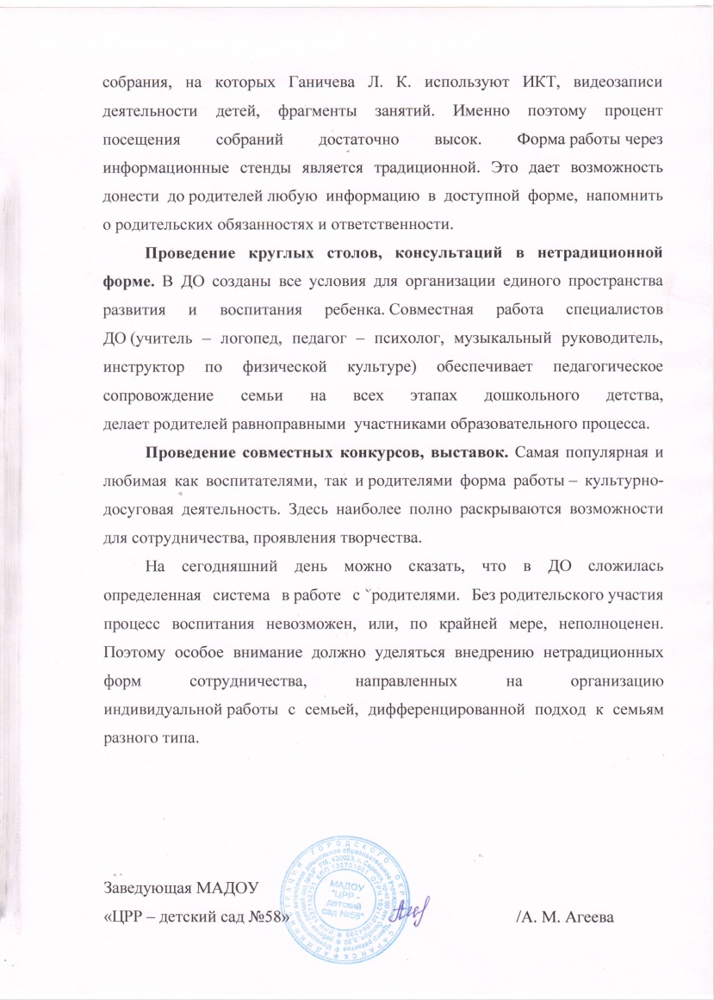 собрания, на которых Ганичева Л. К. используют ИКТ, видеозаписи
деятельности детей, фрагменты занятий. Именно поэтому процент
посещения собраний достаточно высок. Форма работы через
информационные стенды является традиционной. Это дает возможность
донести до родителей любую информацию в доступной форме, напомнить
о родительских обязанностях и ответственности.
Проведение круглых столов, консультаций в нетрадиционной
форме. В ДО созданы все условия для организации единого пространства
развития и воспитания ребенка. Совместная работа специалистов
ДО (учитель – логопед, педагог – психолог, музыкальный руководитель,
инструктор по физической культуре) обеспечивает педагогическое
сопровождение семьи на всех этапах дошкольного детства,
делает родителей равноправными участниками образовательного процесса.
Проведение совместных конкурсов, выставок. Самая популярная и
любимая как воспитателями, так и родителями форма работы – культурно-
досуговая деятельность. Здесь наиболее полно раскрываются возможности
для сотрудничества, проявления творчества.
На сегодняшний день можно сказать, что в ДО сложилась
определенная система в работе с родителями. Без родительского участия
процесс воспитания невозможен, или, по крайней мере, неполноценен.
Поэтому особое внимание должно уделяться внедрению нетрадиционных
форм сотрудничества, направленных на организацию
индивидуальной работы с семьей, дифференцированной подход к семьям
разного типа.
Заведующая МАДОУ
«ЦРР – детский сад №58» /А. М. Агеева
МАДОУ
"ЦРР -
детский
сад №58"